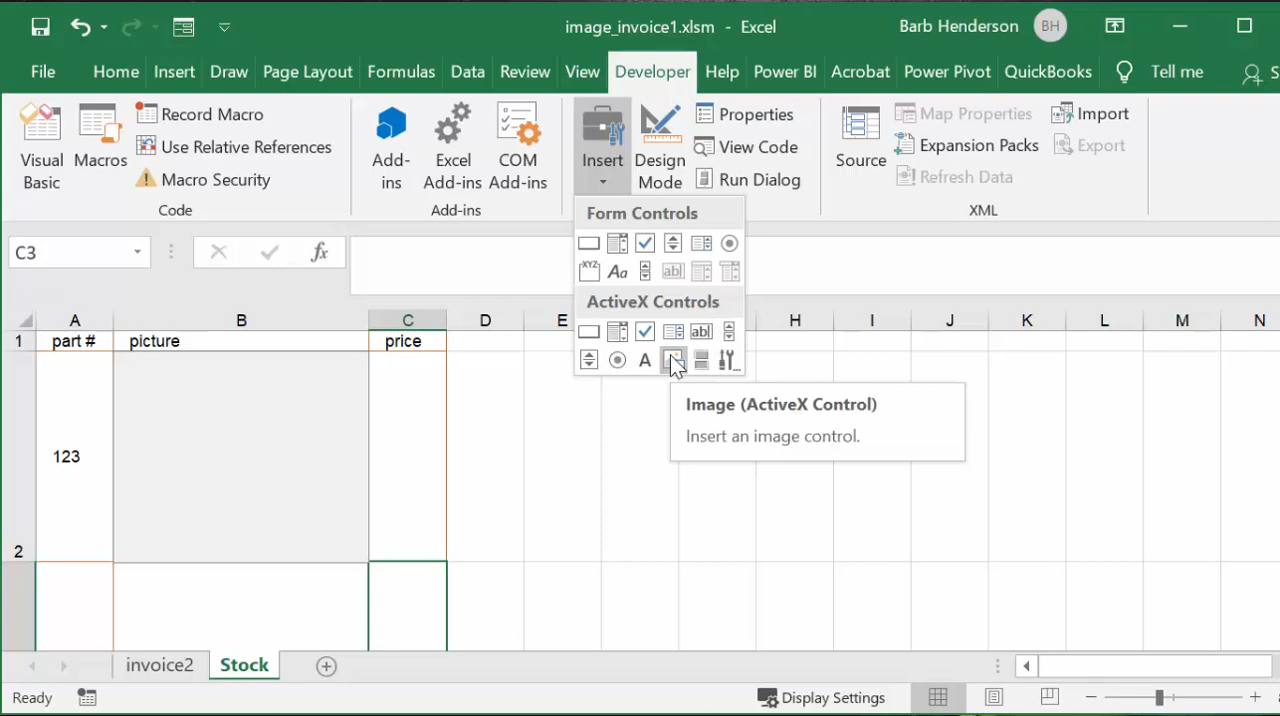 image_invoice1.xlsm - Excel
Barb Henderson
BH
File Home Insert Draw Page Layout Formulas Data Review View Developer Help Power BI Acrobat Power Pivot QuickBooks Tell me
Visual Basic
Macros
Record Macro
Use Relative References
Macro Security
Code
Add-ins
Excel Add-ins
COM Add-ins
Add-ins
Insert
Design Mode
Properties
View Code
Run Dialog
Source
Map Properties
Expansion Packs
Refresh Data
Import
Export
XML
Form Controls
XYZ
Aa
ab|
ActiveX Controls
ab|
A
Image (ActiveX Control)
Insert an image control.
C3
fx
A B C D E H I J K L M N
1 part # picture price
123
2
invoice2 Stock
Ready
Display Settings